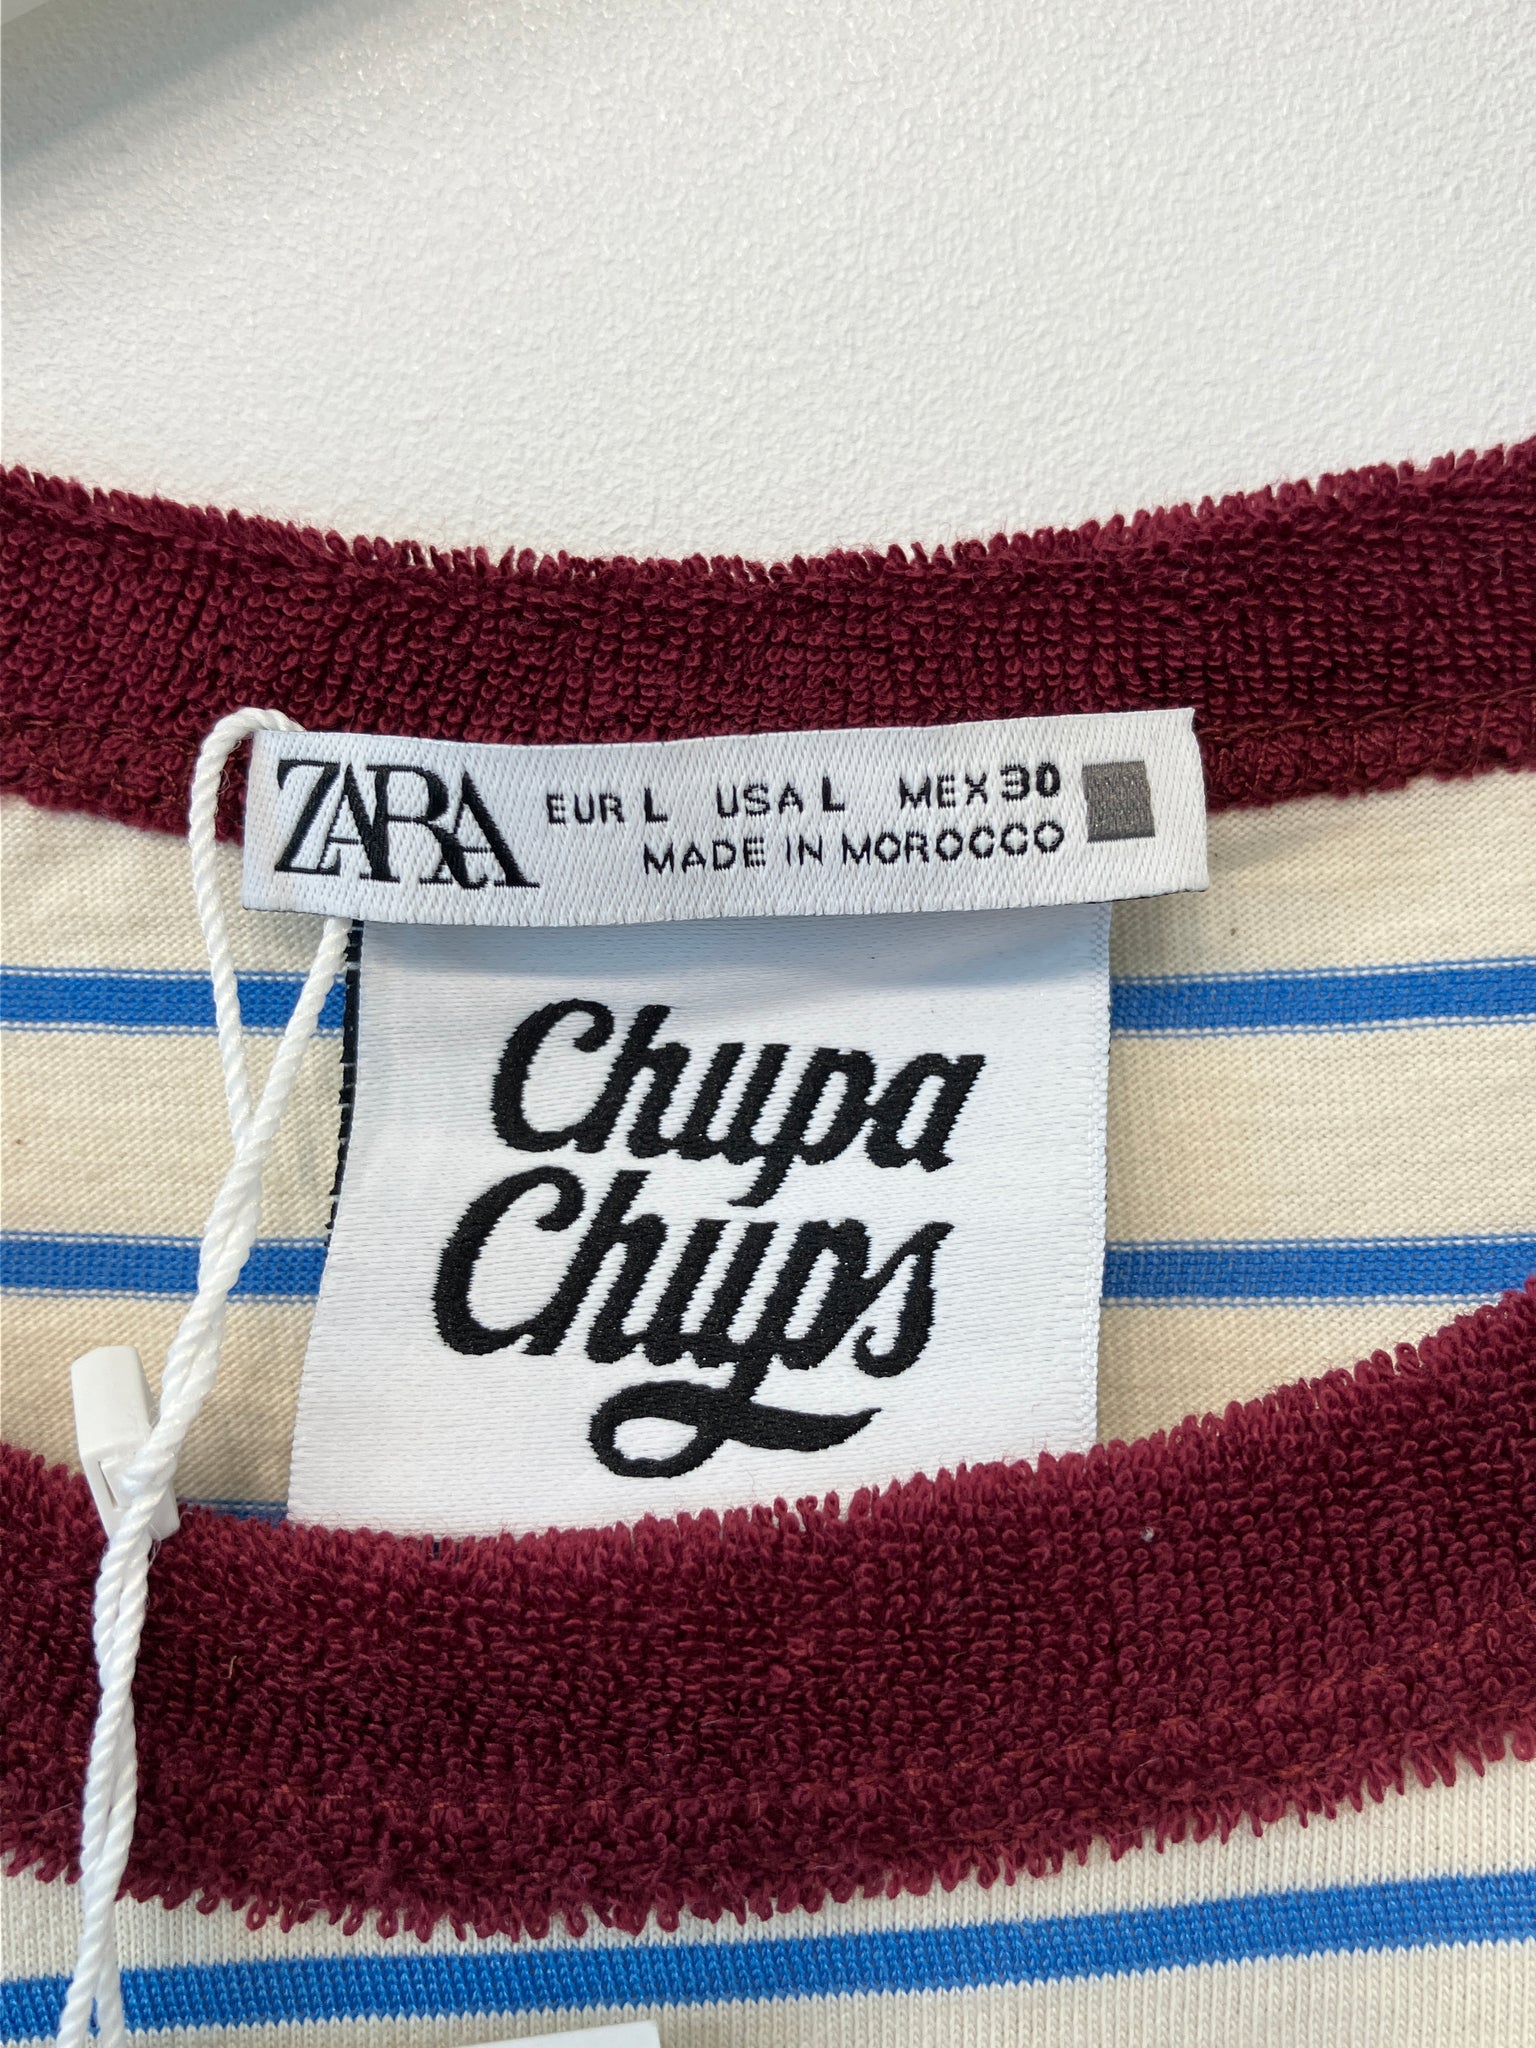 ZARA EUR L USA L MEX 30
MADE IN MOROCCO
Chupa
Chups